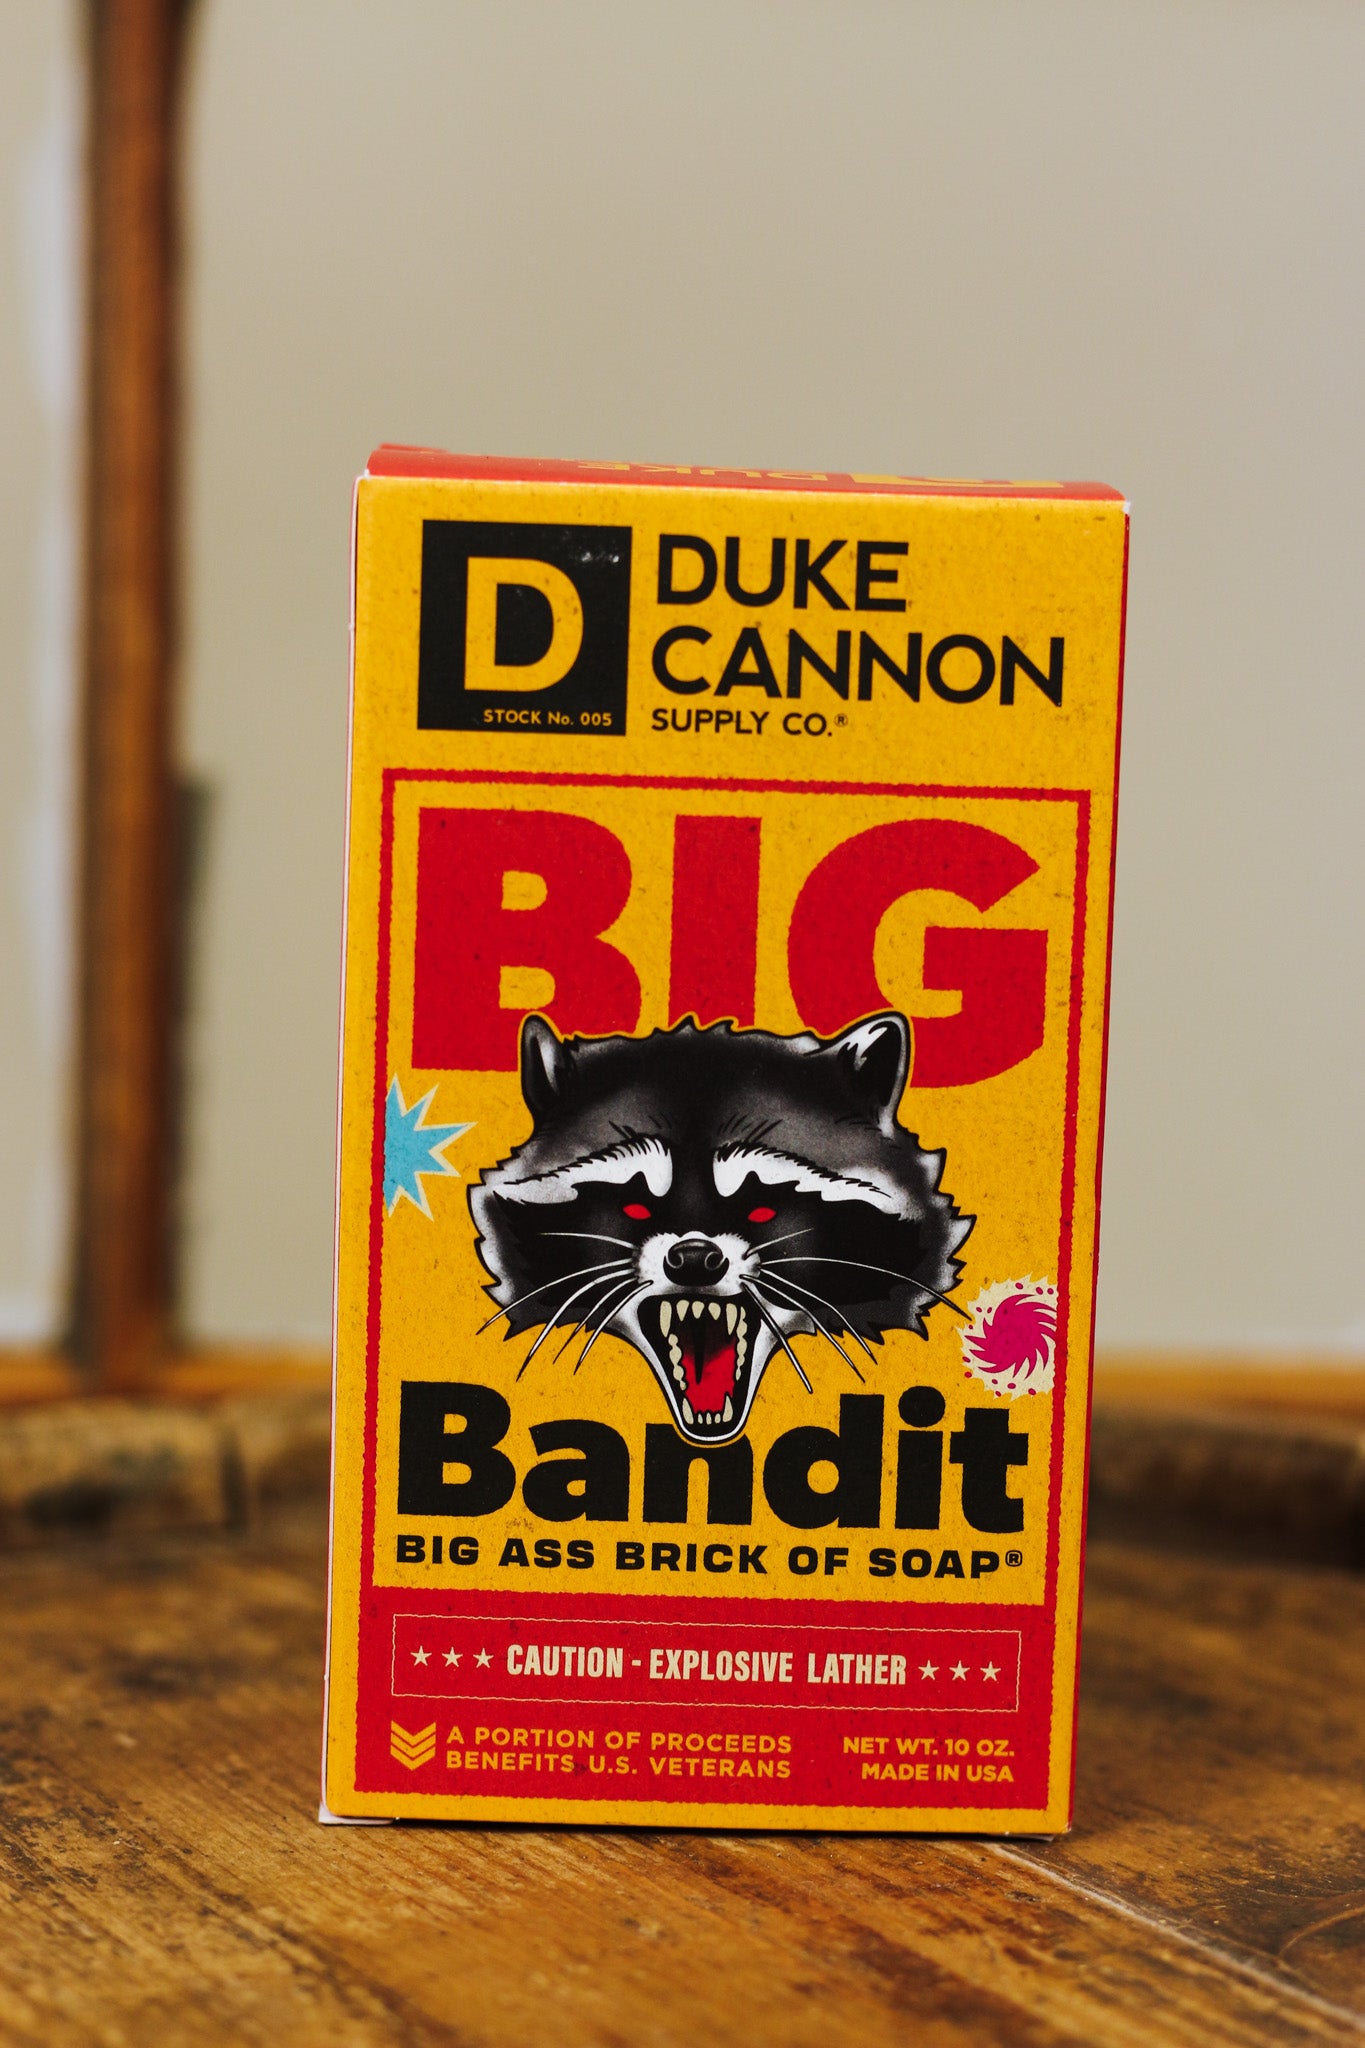 DUKE
D
STOCK No. 005
DUKE
CANNON
SUPPLY CO.®
BIG
Bandit
BIG ASS BRICK OF SOAP®
★ ★ ★ CAUTION - EXPLOSIVE LATHER ★ ★ ★
A PORTION OF PROCEEDS
BENEFITS U.S. VETERANS
NET WT. 10 OZ.
MADE IN USA